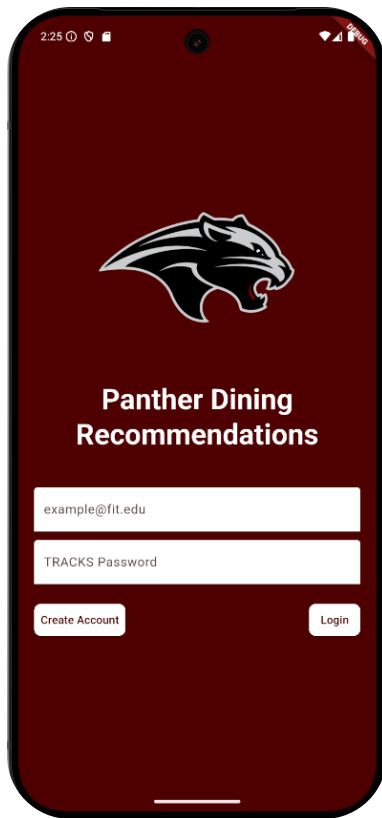 2:25
DEBUG
Panther Dining
Recommendations
example@fit.edu
TRACKS Password
Create Account
Login